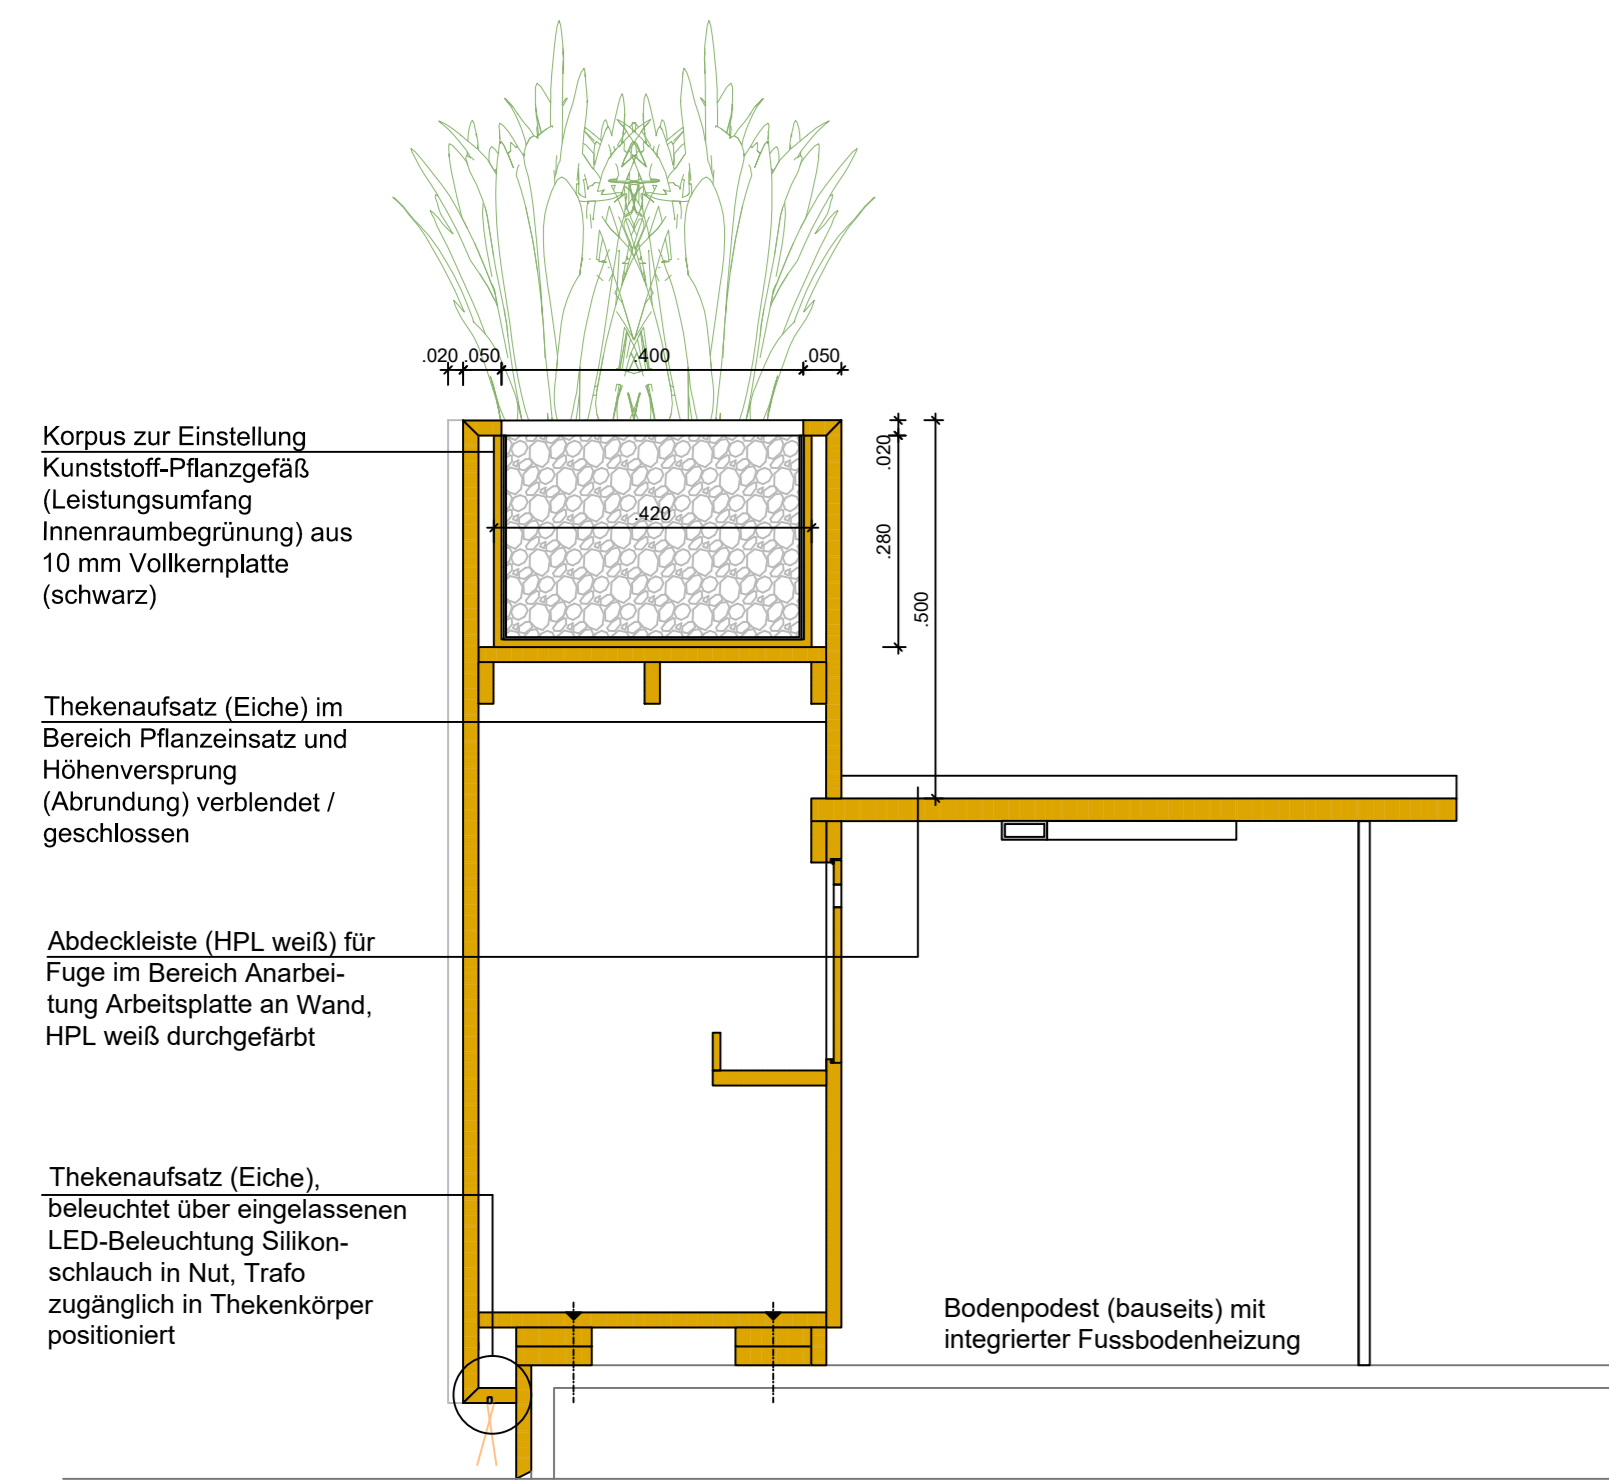 .020 .050 .400 .050
Korpus zur Einstellung
Kunststoff-Pflanzgefäß
(Leistungsumfang
Innenraumbegrünung) aus
10 mm Vollkernplatte
(schwarz)
.420
.020
.280
.500
Thekenaufsatz (Eiche) im
Bereich Pflanzeinsatz und
Höhenversprung
(Abrundung) verblendet /
geschlossen
Abdeckleiste (HPL weiß) für
Fuge im Bereich Anarbei-
tung Arbeitsplatte an Wand,
HPL weiß durchgefärbt
Thekenaufsatz (Eiche),
beleuchtet über eingelassenen
LED-Beleuchtung Silikon-
schlauch in Nut, Trafo
zugänglich in Thekenkörper
positioniert
Bodenpodest (bauseits) mit
integrierter Fussbodenheizung